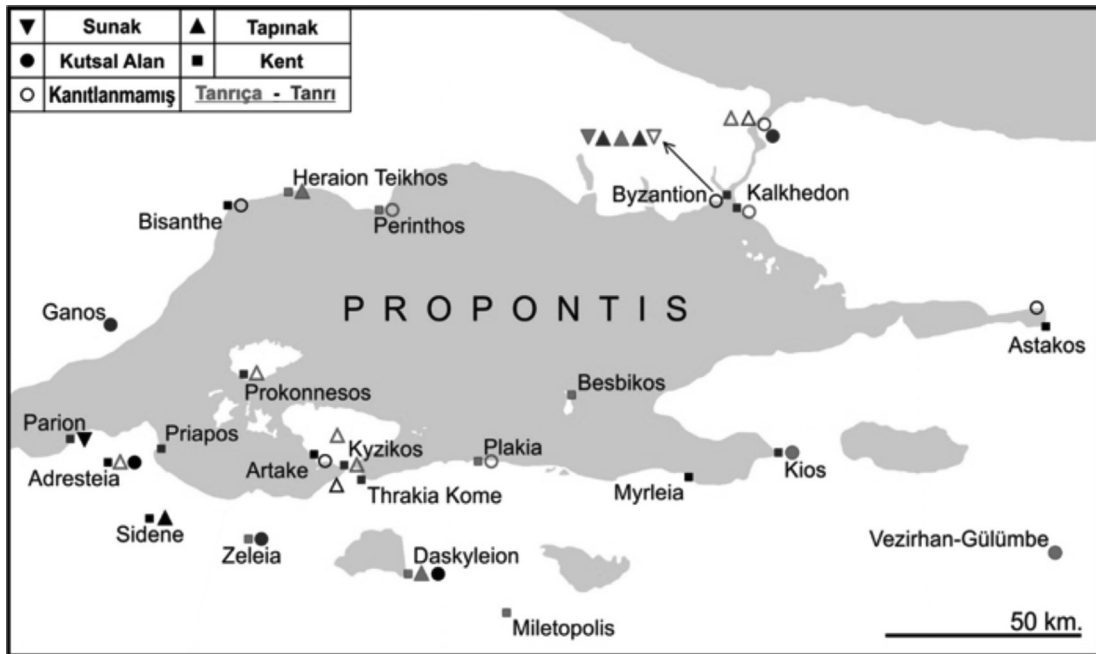 Sunak Tapınak
Kutsal Alan Kent
Kanıtlanmamış Tanrıça - Tanrı
Heraion Teikhos
Bisanthe
Perinthos
Byzantion
Kalkhedon
Ganos
PROPONTIS
Astakos
Prokonnesos
Besbikos
Parion
Priapos
Adresteia
Artake
Kyzikos
Plakia
Thrakia Kome
Myrleia
Kios
Sidene
Zeleia
Daskyleion
Vezirhan-Gülümbe
Miletopolis
50 km.